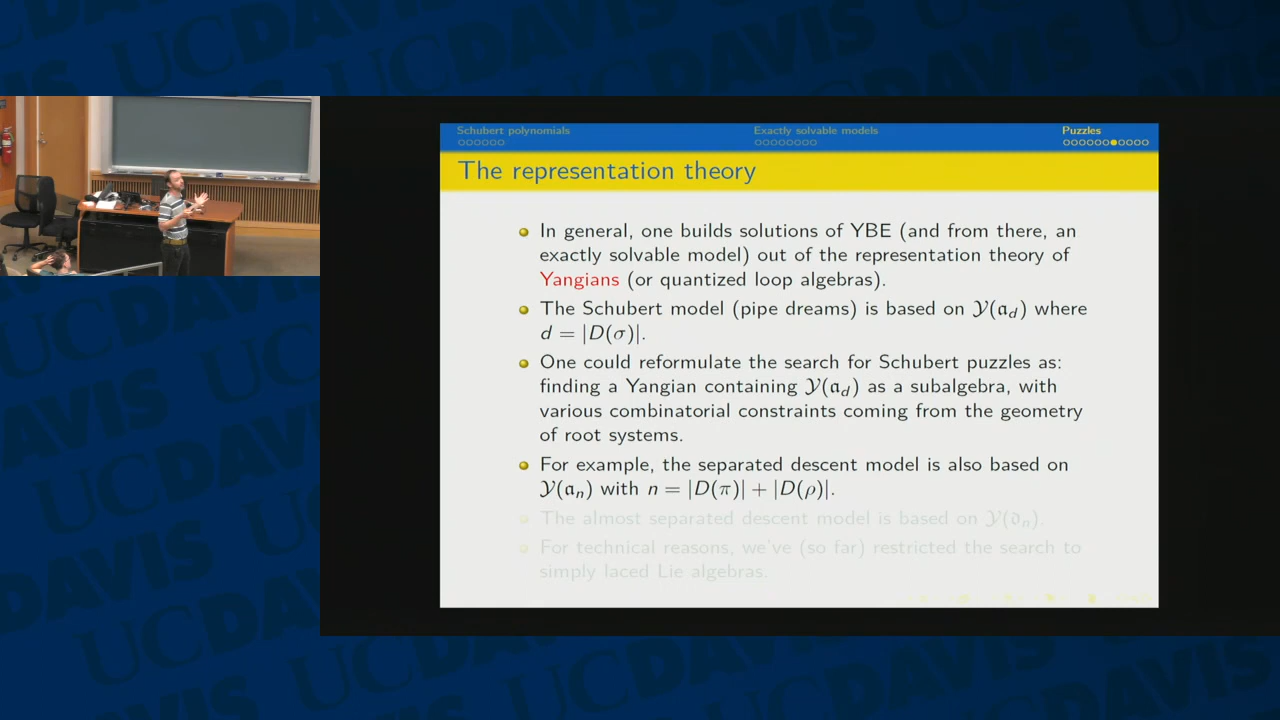 UC DAVIS
Schubert polynomials
Exactly solvable models
Puzzles
The representation theory
In general, one builds solutions of YBE (and from there, an
exactly solvable model) out of the representation theory of
Yangians (or quantized loop algebras).
The Schubert model (pipe dreams) is based on 𝒴(𝔞_d) where
d = |D(σ)|.
One could reformulate the search for Schubert puzzles as:
finding a Yangian containing 𝒴(𝔞_d) as a subalgebra, with
various combinatorial constraints coming from the geometry
of root systems.
For example, the separated descent model is also based on
𝒴(𝔞_n) with n = |D(π)| + |D(ρ)|.
The almost separated descent model is based on 𝒴(𝔡_n).
For technical reasons, we've (so far) restricted the search to
simply laced Lie algebras.